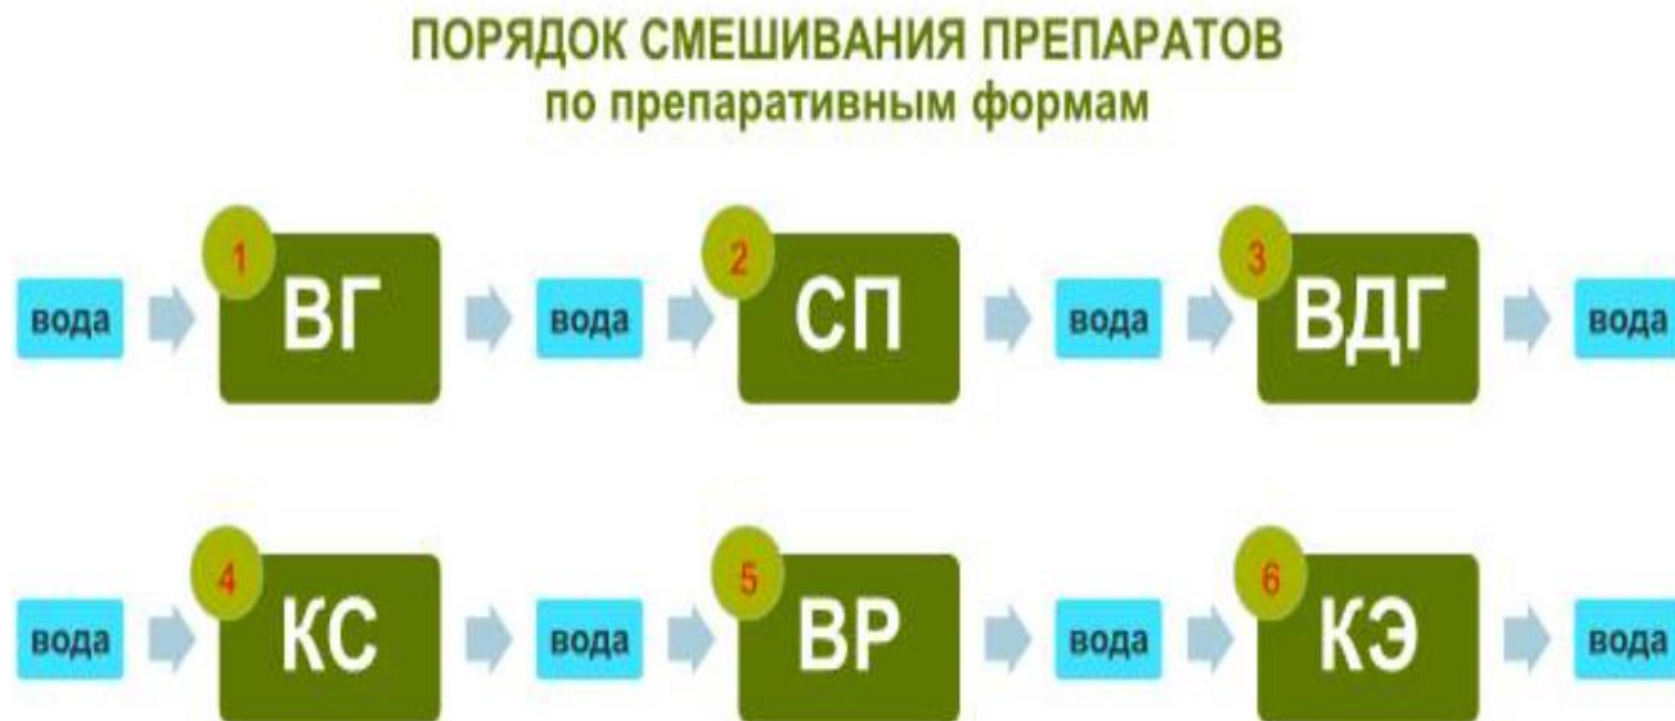 ПОРЯДОК СМЕШИВАНИЯ ПРЕПАРАТОВ
по препаративным формам
вода 1 ВГ вода 2 СП вода 3 ВДГ вода
вода 4 КС вода 5 ВР вода 6 КЭ вода